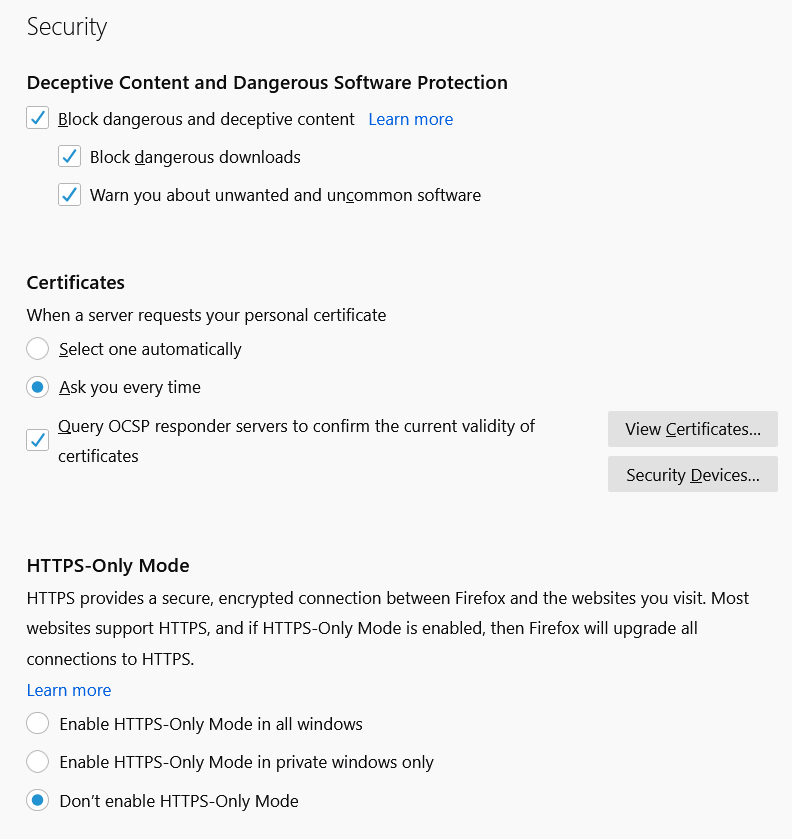 Security
Deceptive Content and Dangerous Software Protection
Block dangerous and deceptive content Learn more
Block dangerous downloads
Warn you about unwanted and uncommon software
Certificates
When a server requests your personal certificate
Select one automatically
Ask you every time
Query OCSP responder servers to confirm the current validity of
certificates
View Certificates...
Security Devices...
HTTPS-Only Mode
HTTPS provides a secure, encrypted connection between Firefox and the websites you visit. Most
websites support HTTPS, and if HTTPS-Only Mode is enabled, then Firefox will upgrade all
connections to HTTPS.
Learn more
Enable HTTPS-Only Mode in all windows
Enable HTTPS-Only Mode in private windows only
Don’t enable HTTPS-Only Mode